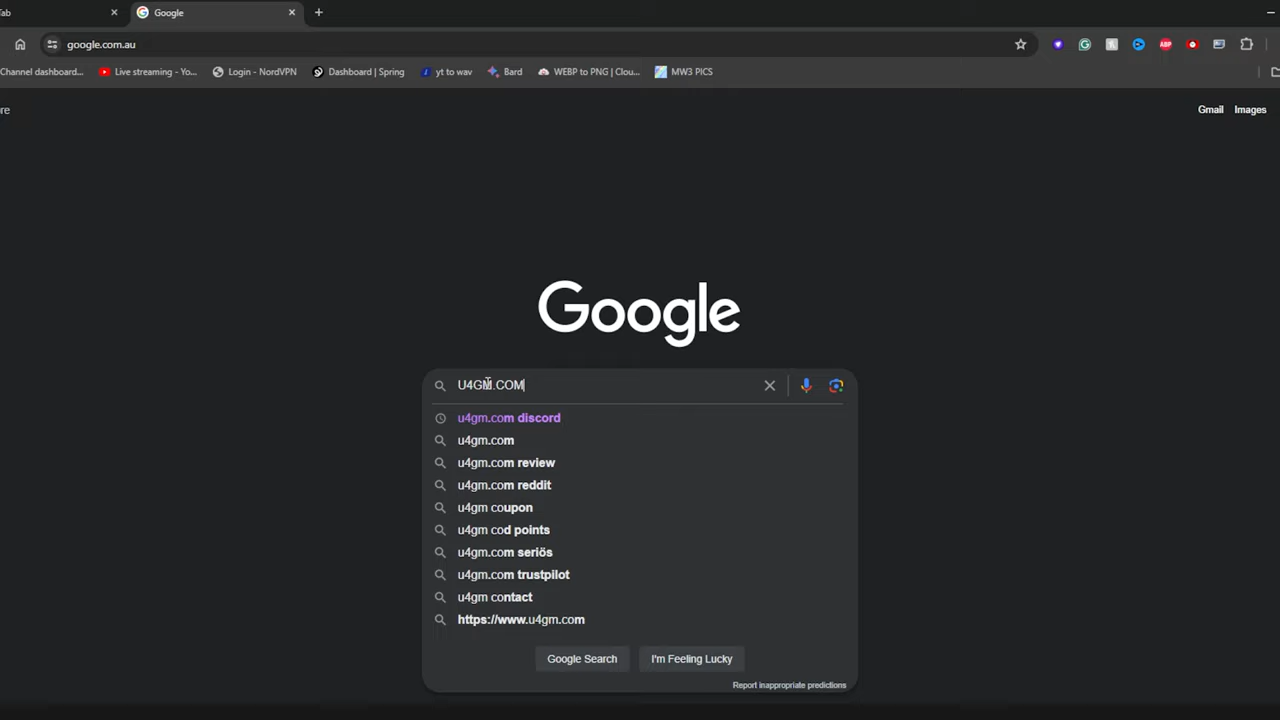 ab
Google
google.com.au
Channel dashboard...
Live streaming - Yo...
Login - NordVPN
Dashboard | Spring
yt to wav
Bard
WEBP to PNG | Clou...
MW3 PICS
re
Gmail
Images
Google
U4GM.COM
u4gm.com discord
u4gm.com
u4gm.com review
u4gm.com reddit
u4gm coupon
u4gm cod points
u4gm.com seriös
u4gm.com trustpilot
u4gm contact
https://www.u4gm.com
Google Search
I'm Feeling Lucky
Report inappropriate predictions
ABP